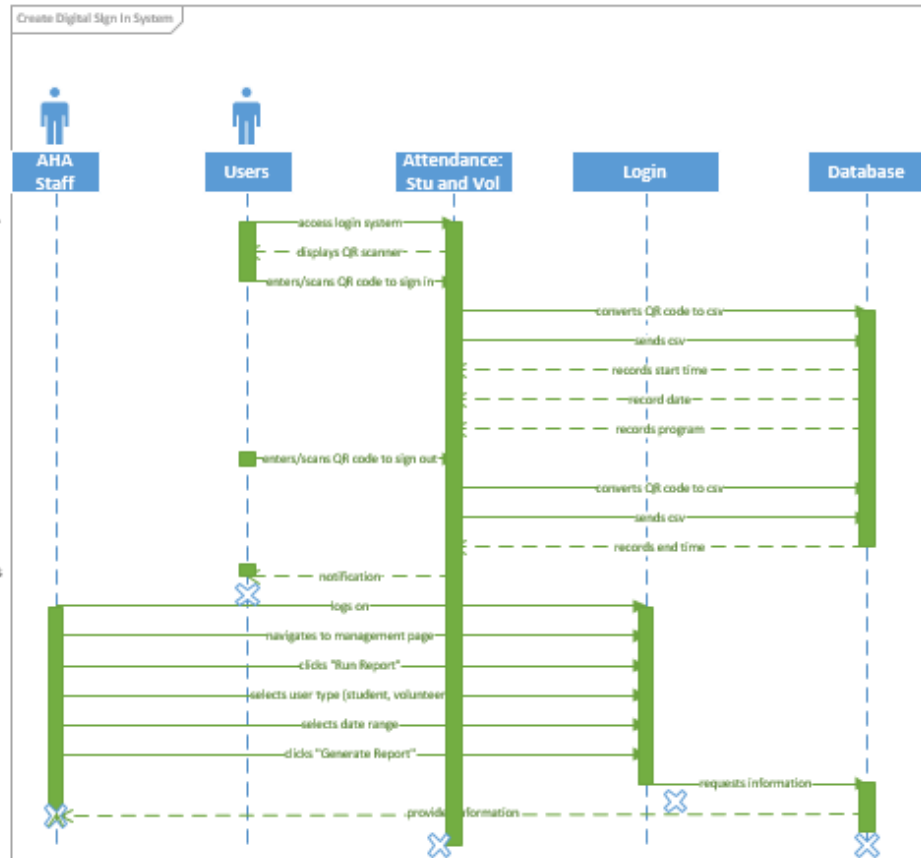 Create Digital Sign In System
AHA
Staff
Users
Attendance:
Stu and Vol
Login
Database
access login system
displays QR scanner
enters/scans QR code to sign in
converts QR code to csv
sends csv
records start time
record date
records program
enters/scans QR code to sign out
converts QR code to csv
sends csv
records end time
notification
logs on
navigates to management page
clicks "Run Report"
selects user type (student, volunteer
selects date range
clicks "Generate Report"
requests information
information